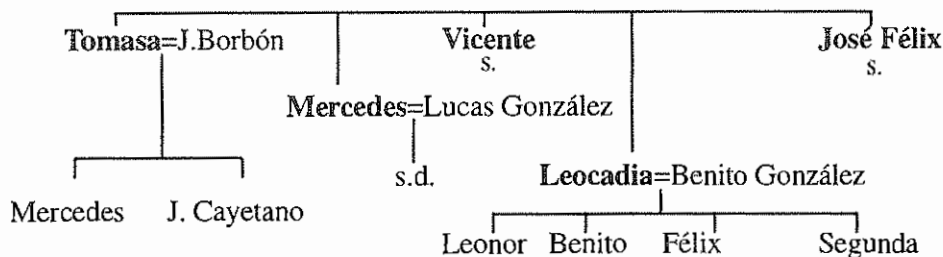 Tomasa=J.Borbón Vicente José Félix
s. s.
Mercedes=Lucas González
s.d. Leocadia=Benito González
Mercedes J. Cayetano
Leonor Benito Félix Segunda